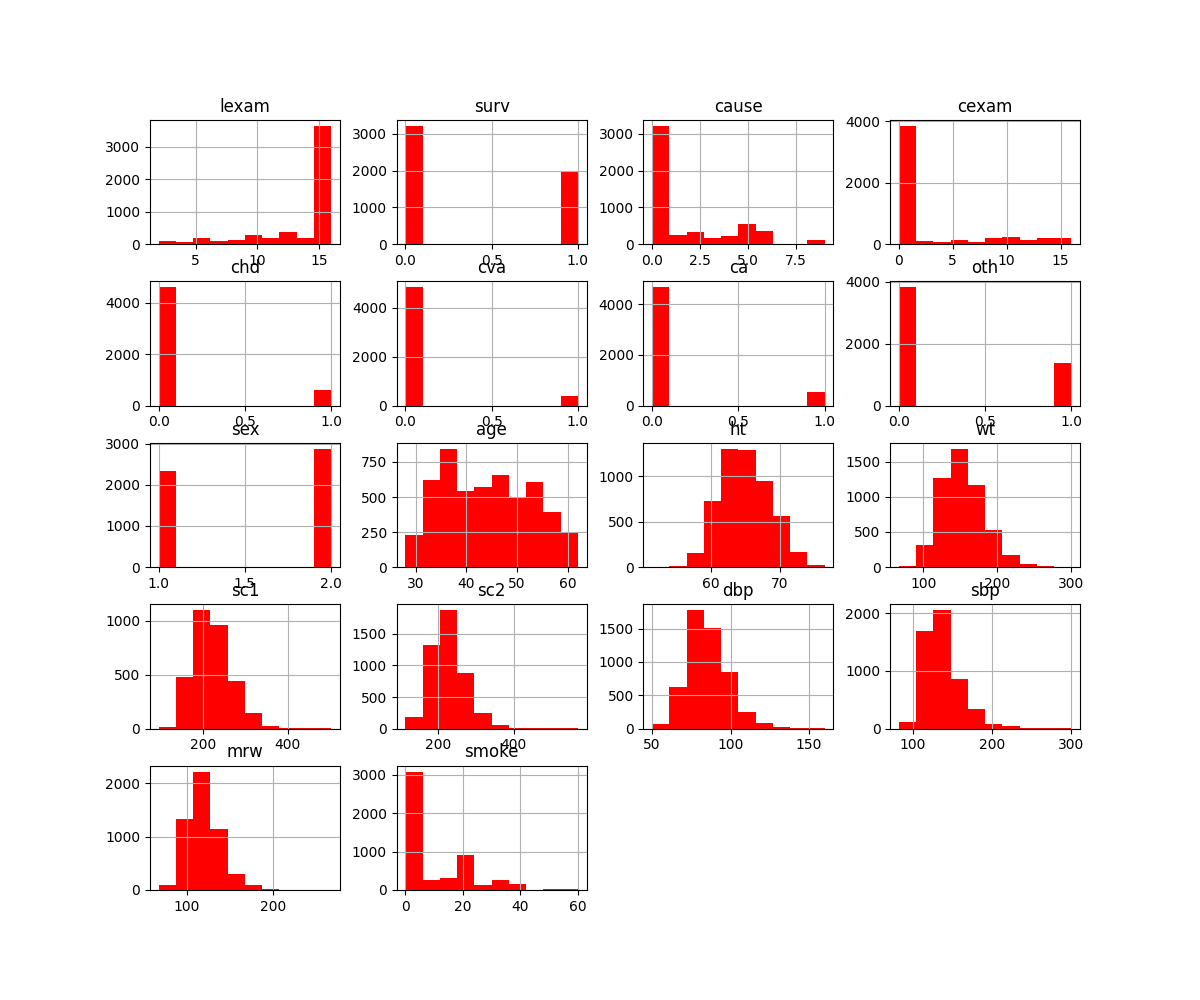 lexam surv cause cexam
3000 2000 1000 0
5 10 15
3000 2000 1000 0
0.0 0.5 1.0
3000 2000 1000 0
0.0 2.5 5.0 7.5
4000 2000 0
0 5 10 15
chd cva ca oth
4000 2000 0
0.0 0.5 1.0
4000 2000 0
0.0 0.5 1.0
4000 2000 0
0.0 0.5 1.0
4000 2000 0
0.0 0.5 1.0
sex age ht wt
3000 2000 1000 0
1.0 1.5 2.0
750 500 250 0
30 40 50 60
1000 500 0
60 70
1500 1000 500 0
100 200 300
sc1 sc2 dbp sbp
1000 500 0
200 400
1500 1000 500 0
200 400
1500 1000 500 0
50 100 150
2000 1000 0
100 200 300
mrw smoke
2000 1000 0
100 200
3000 2000 1000 0
0 20 40 60